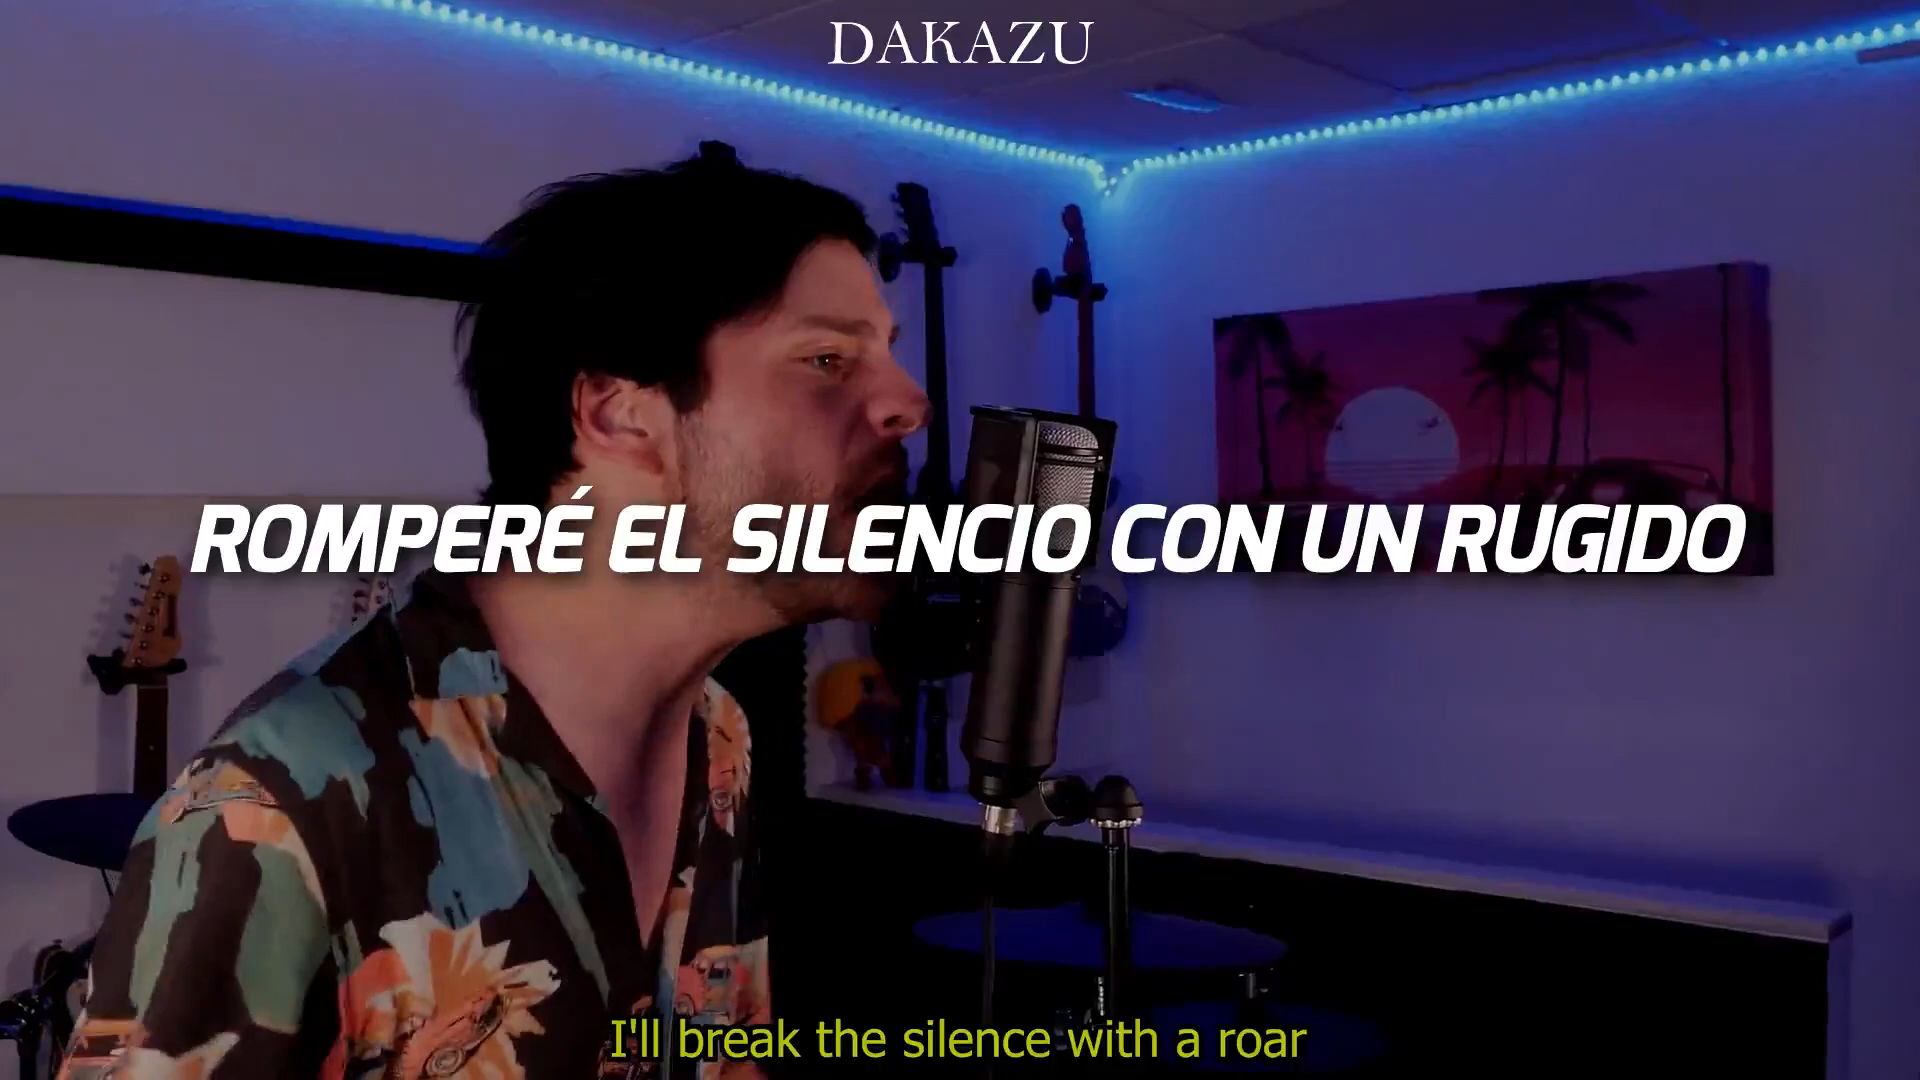 DAKAZU
ROMPERÉ EL SILENCIO CON UN RUGIDO
I'll break the silence with a roar